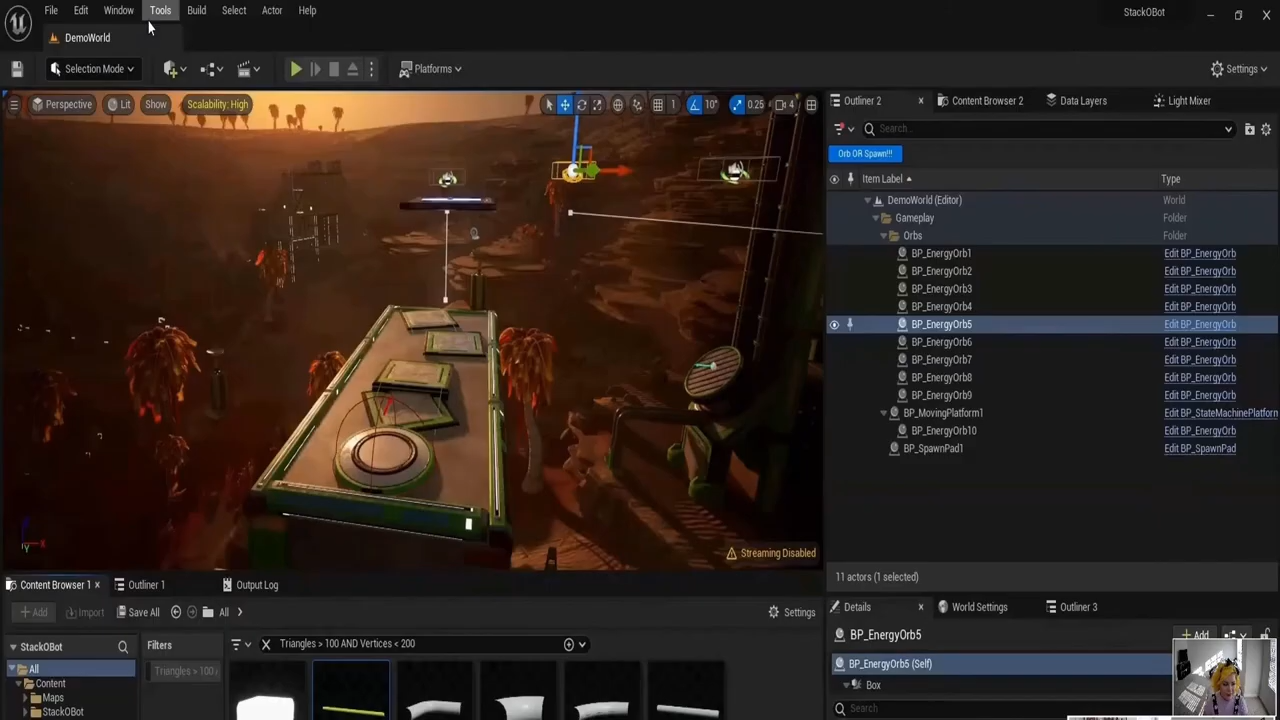 File Edit Window Tools Build Select Actor Help
StackOBot
DemoWorld
Selection Mode
Platforms
Settings
Perspective Lit Show Scalability: High
1 10° 0.25 4
Streaming Disabled
Outliner 2 Content Browser 2 Data Layers Light Mixer
Search...
Orb OR Spawn!!!
Item Label Type
DemoWorld (Editor) World
Gameplay Folder
Orbs Folder
BP_EnergyOrb1 Edit BP_EnergyOrb
BP_EnergyOrb2 Edit BP_EnergyOrb
BP_EnergyOrb3 Edit BP_EnergyOrb
BP_EnergyOrb4 Edit BP_EnergyOrb
BP_EnergyOrb5 Edit BP_EnergyOrb
BP_EnergyOrb6 Edit BP_EnergyOrb
BP_EnergyOrb7 Edit BP_EnergyOrb
BP_EnergyOrb8 Edit BP_EnergyOrb
BP_EnergyOrb9 Edit BP_EnergyOrb
BP_MovingPlatform1 Edit BP_StateMachinePlatforn
BP_EnergyOrb10 Edit BP_EnergyOrb
BP_SpawnPad1 Edit BP_SpawnPad
11 actors (1 selected)
Content Browser 1 Outliner 1 Output Log
Add Import Save All All Settings
StackOBot
Filters
Triangles > 100 AND Vertices < 200
All
Triangles > 100
Content
Maps
StackOBot
Details World Settings Outliner 3
BP_EnergyOrb5
Add
BP_EnergyOrb5 (Self)
Box
Search